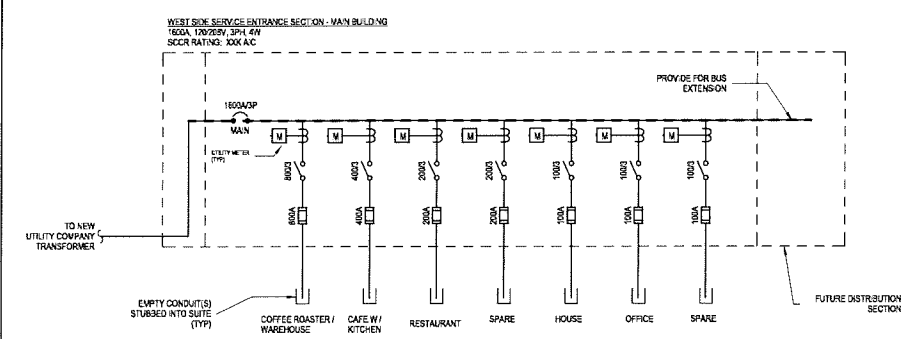 WEST SIDE SERVICE ENTRANCE SECTION - MAIN BUILDING
1600A, 120/208V, 3PH, 4W
SCCR RATING: XXK AIC
PROVIDE FOR BUS
EXTENSION
1600A/3P
MAIN
M
M
M
M
M
M
M
UTILITY METER
(TYP)
800/3
400/3
200/3
200/3
100/3
100/3
100/3
400A
200A
200A
100A
100A
100A
TO NEW
UTILITY COMPANY
TRANSFORMER
EMPTY CONDUIT(S)
STUBBED INTO SUITE
(TYP)
COFFEE ROASTER /
WAREHOUSE
CAFE W/
KITCHEN
RESTAURANT
SPARE
HOUSE
OFFICE
SPARE
FUTURE DISTRIBUTION
SECTION